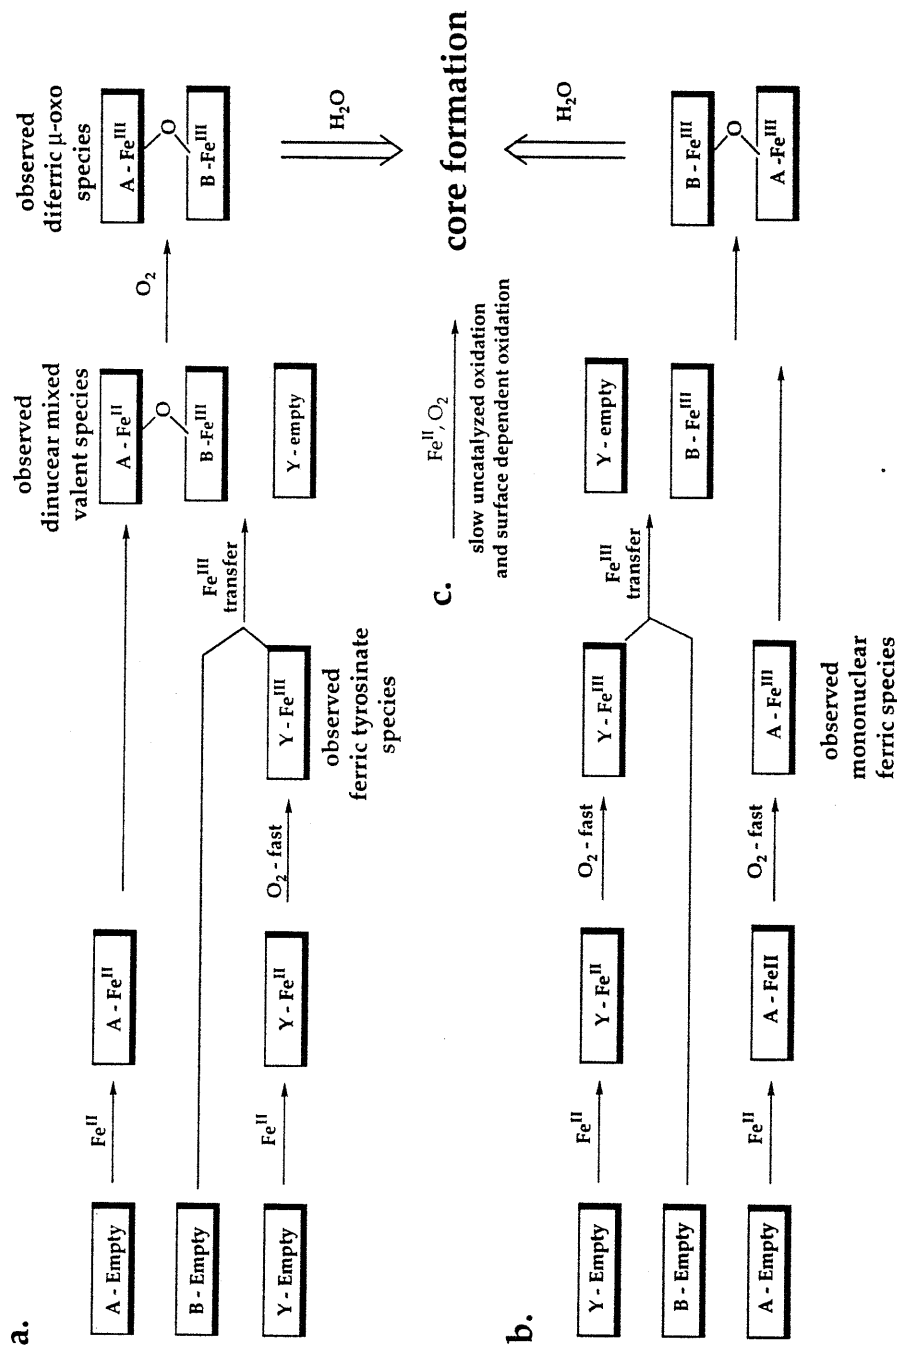 a.
observed
diferric μ-oxo
species
observed
dinucear mixed
valent species
A - Empty
Fe^II
A - Fe^II
A - Fe^II
O
B -Fe^III
O₂
A - Fe^III
O
B -Fe^III
B - Empty
Y - Empty
Fe^II
Y - Fe^II
O₂ - fast
Y - Fe^III
observed
ferric tyrosinate
species
Fe^III
transfer
Y - empty
H₂O
c.
Fe^II, O₂
slow uncatalyzed oxidation
and surface dependent oxidation
core formation
H₂O
b.
Y - Empty
Fe^II
Y - Fe^II
O₂ - fast
Y - Fe^III
Fe^III
transfer
Y - empty
B - Empty
B - Fe^III
B - Fe^III
O
A -Fe^III
A - Empty
Fe^II
A - FeII
O₂ - fast
A - Fe^III
observed
mononuclear
ferric species